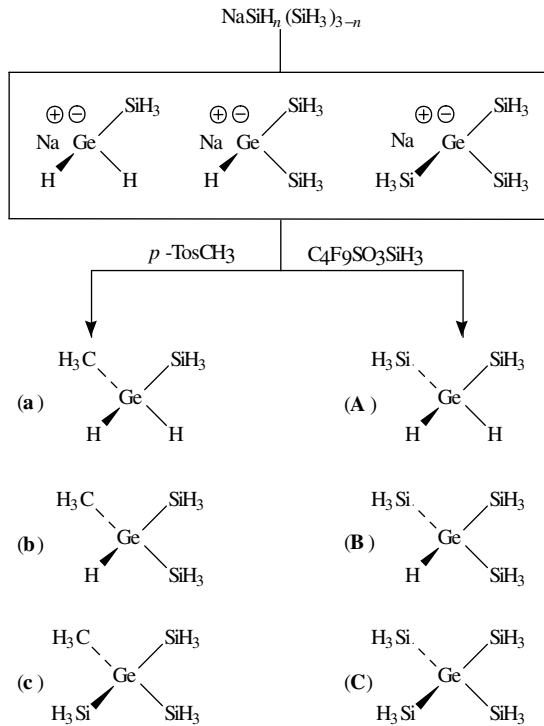 NaSiHn (SiH3)3–n
⊕ ⊖ SiH3 ⊕ ⊖ SiH3 ⊕ ⊖ SiH3
Na Ge Na Ge Na Ge
H H H SiH3 H3Si SiH3
p -TosCH3 C4F9SO3SiH3
H3C SiH3 H3Si. SiH3
(a) Ge (A) Ge
H H H H
H3C SiH3 H3Si. SiH3
(b) Ge (B) Ge
H SiH3 H SiH3
H3C SiH3 H3Si. SiH3
(c) Ge (C) Ge
H3Si SiH3 H3Si SiH3